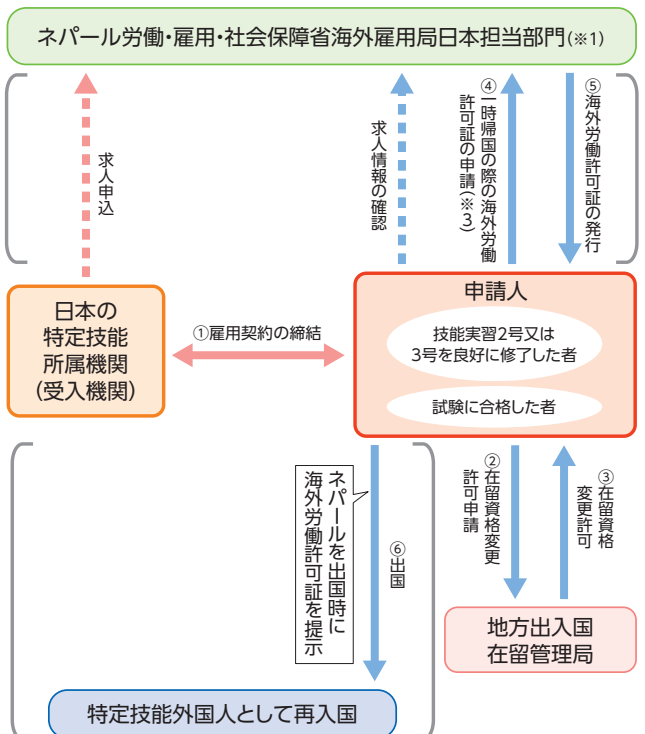 ネパール労働・雇用・社会保障省海外雇用局日本担当部門(※1)
求人申込
求人情報の確認
④一時帰国の際の海外労働
許可証の申請(※3)
⑤海外労働許可証の発行
日本の
特定技能
所属機関
(受入機関)
①雇用契約の締結
申請人
技能実習2号又は
3号を良好に修了した者
試験に合格した者
ネパールを出国時に
海外労働許可証を提示
⑥出国
②在留資格変更
許可申請
③在留資格
変更許可
地方出入国
在留管理局
特定技能外国人として再入国